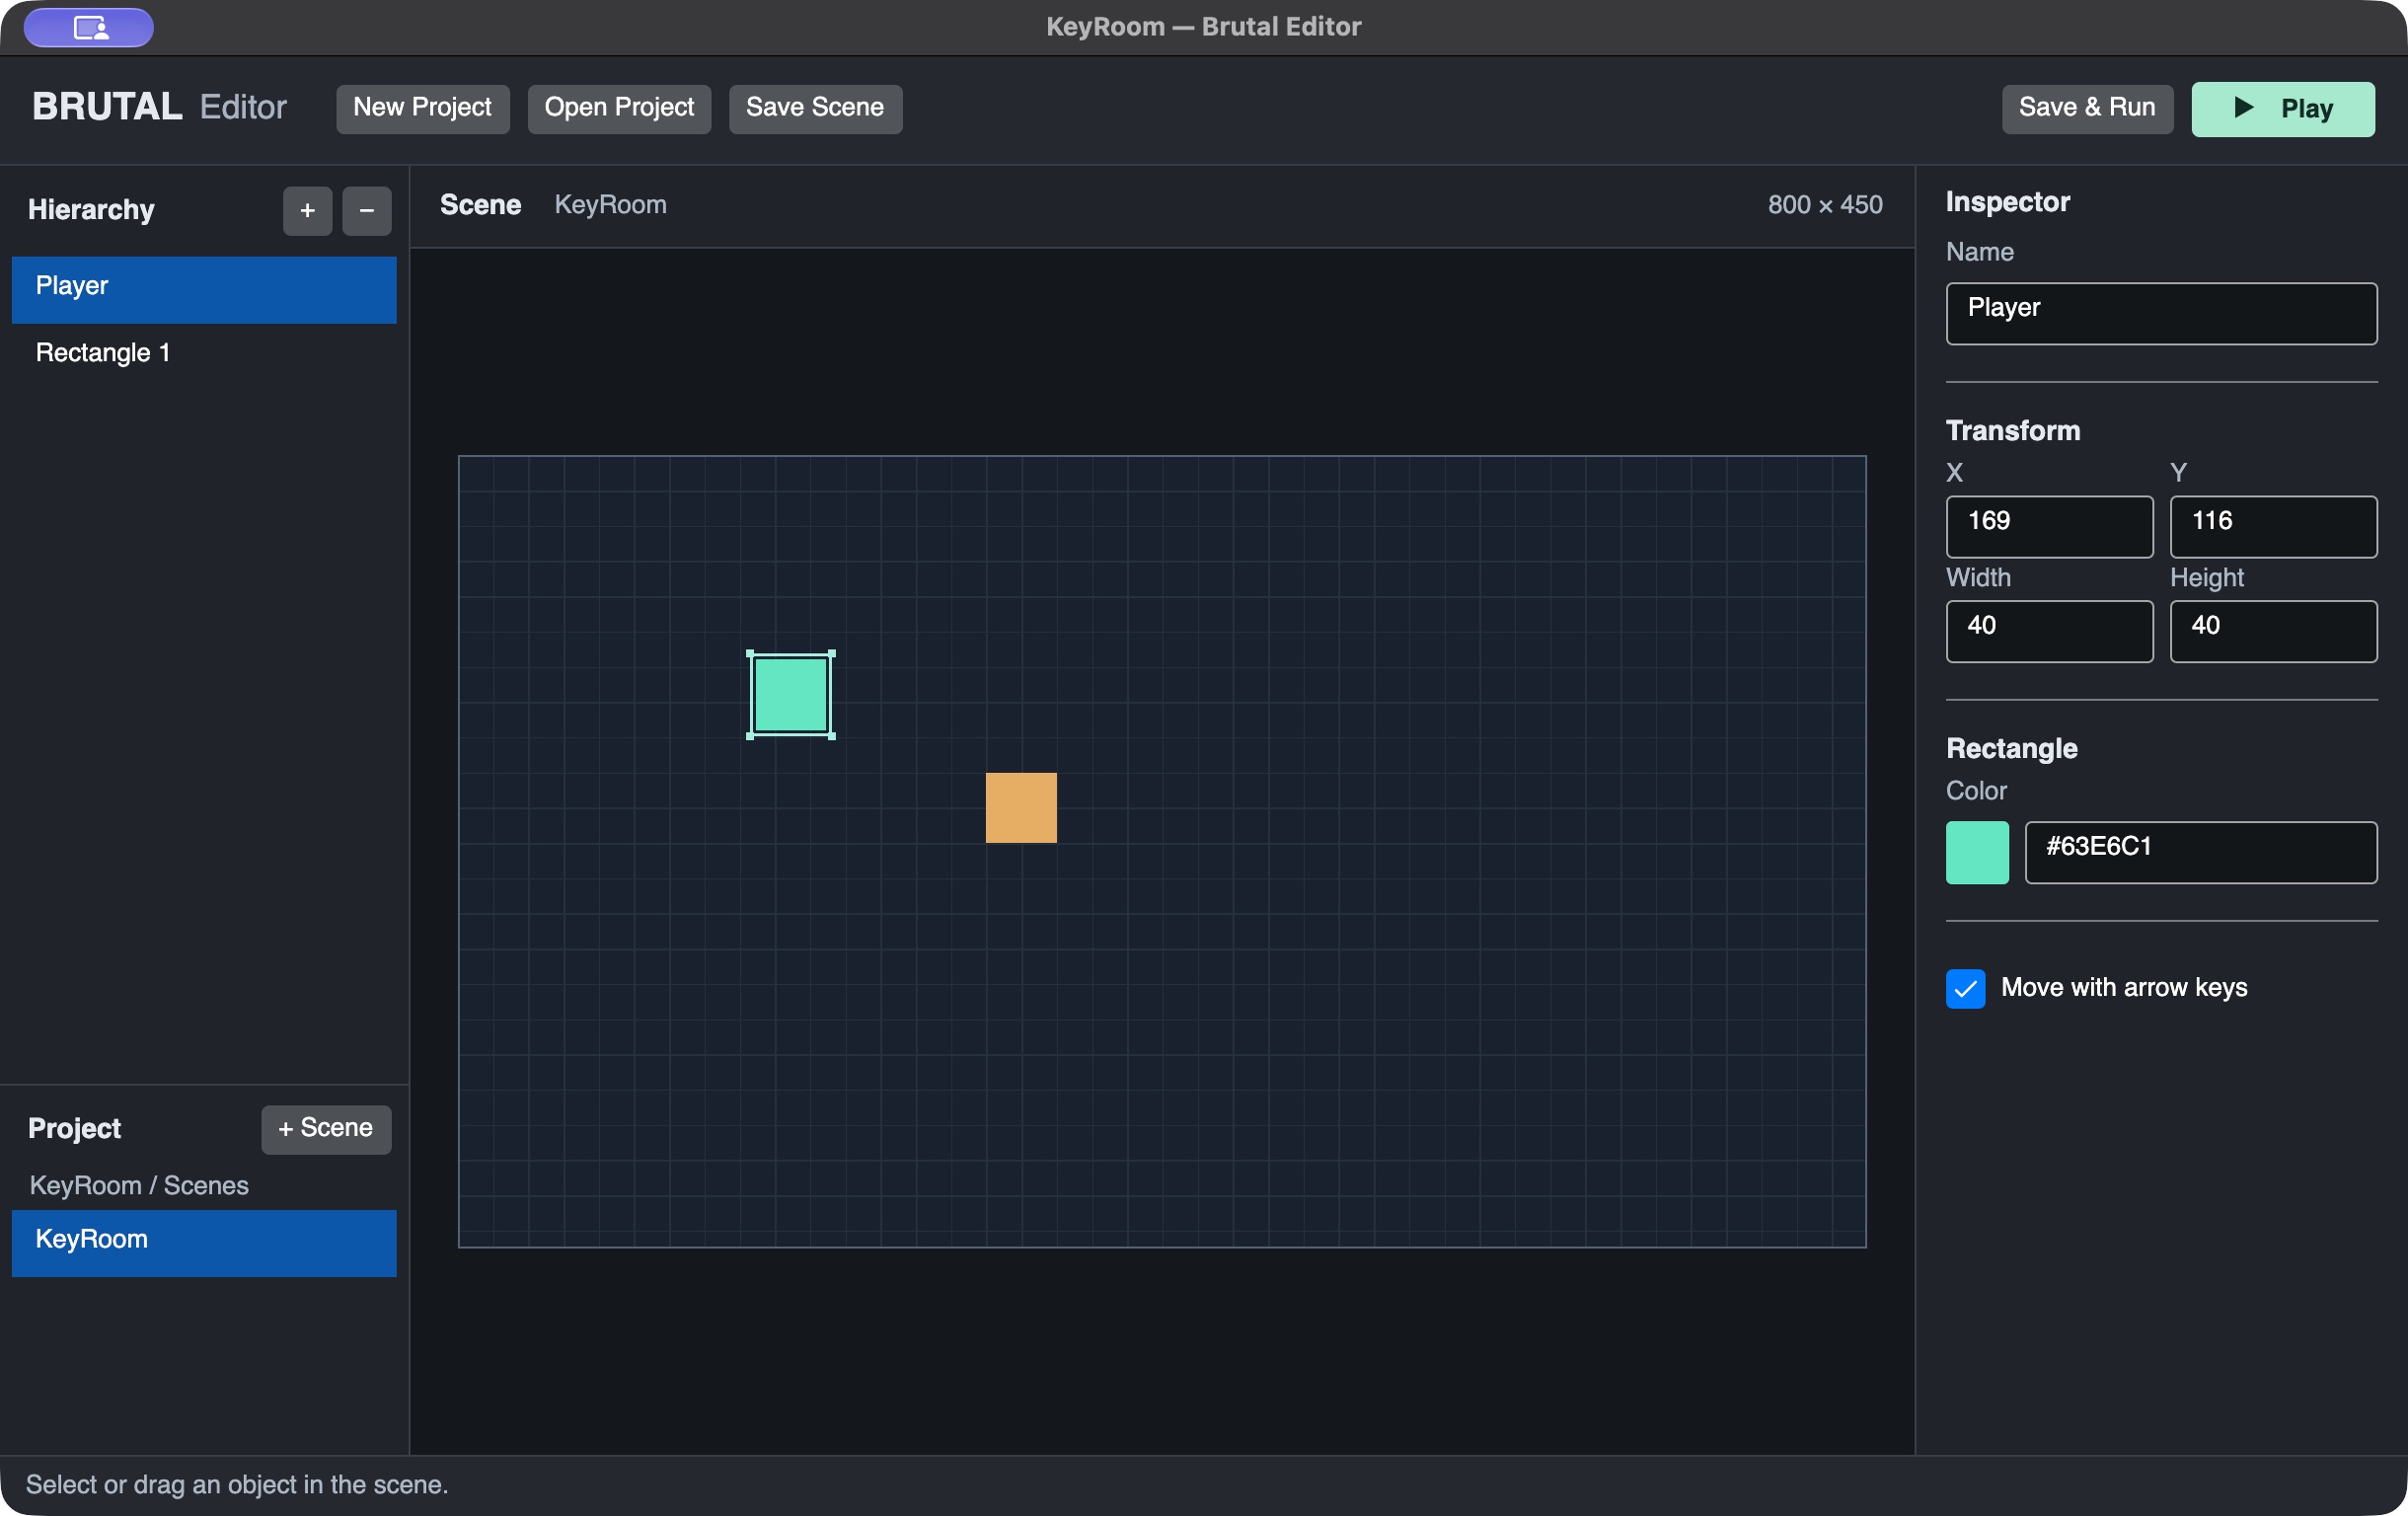 KeyRoom — Brutal Editor
BRUTAL Editor
New Project
Open Project
Save Scene
Save & Run
Play
Hierarchy
+
−
Player
Rectangle 1
Project
+ Scene
KeyRoom / Scenes
KeyRoom
Scene KeyRoom
800 × 450
Inspector
Name
Player
Transform
X Y
169 116
Width Height
40 40
Rectangle
Color
#63E6C1
Move with arrow keys
Select or drag an object in the scene.